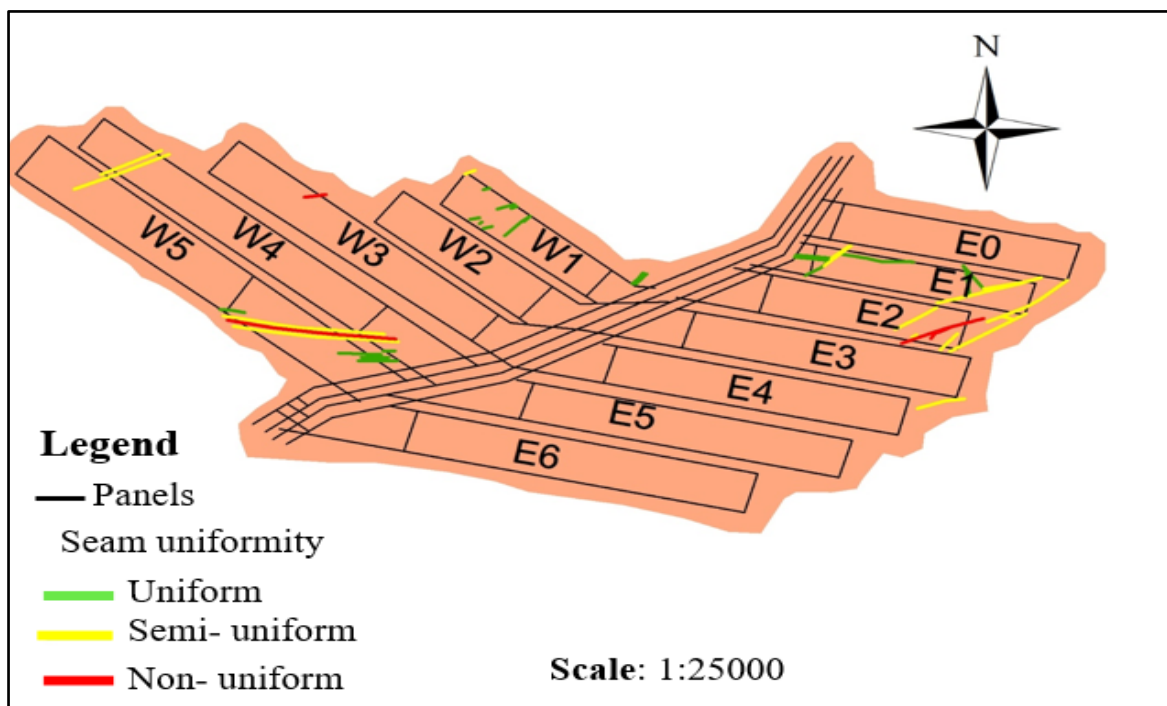 N
W5
W4
W3
W2
W1
E0
E1
E2
E3
E4
E5
E6
Legend
Panels
Seam uniformity
Uniform
Semi- uniform
Non- uniform
Scale: 1:25000